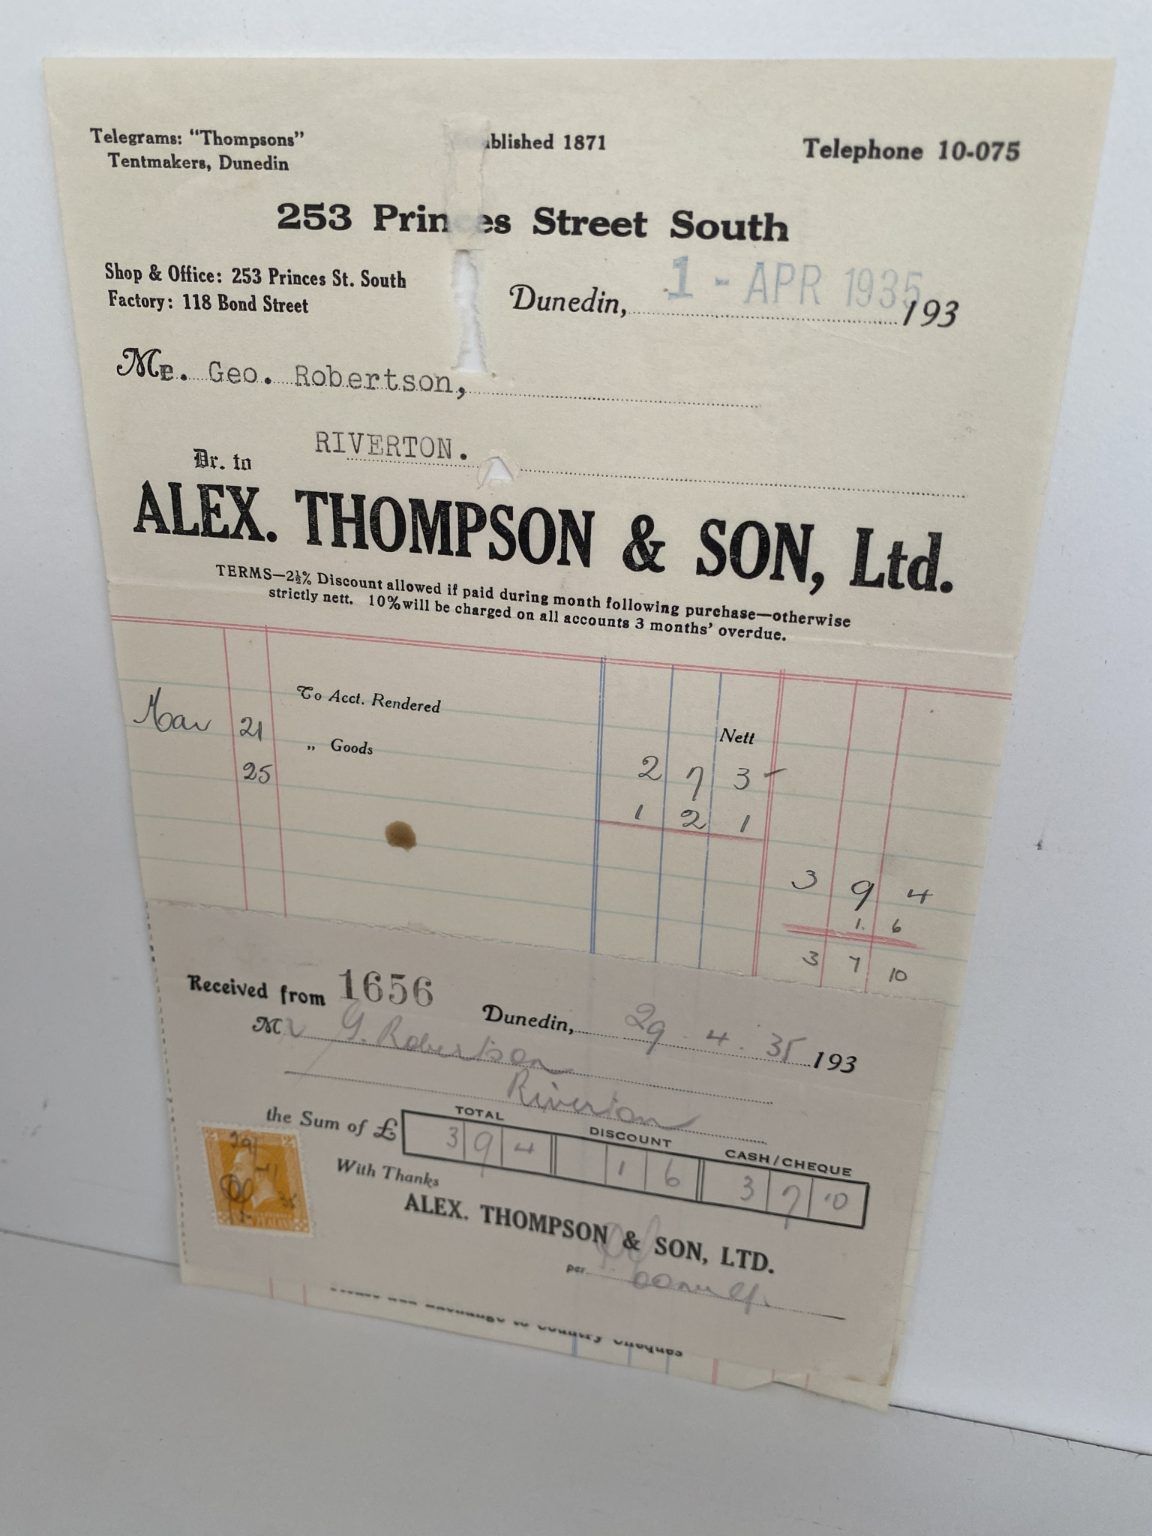 Telegrams: "Thompsons"
Tentmakers, Dunedin
ablished 1871
Telephone 10-075
253 Princes Street South
Shop & Office: 253 Princes St. South
Factory: 118 Bond Street
Dunedin, 1 - APR 1935 193
Mr. Geo. Robertson,
RIVERTON.
Dr. to
ALEX. THOMPSON & SON, Ltd.
TERMS—2½% Discount allowed if paid during month following purchase—otherwise
strictly nett. 10% will be charged on all accounts 3 months' overdue.
To Acct. Rendered
Mar 21 „ Goods Nett
2 7 3
25 1 2 1
3 9 4
1. 6
3 7 10
Received from 1656
Dunedin, 29.4.35 193
Mr G. Robertson
Riverton
TOTAL DISCOUNT CASH/CHEQUE
the Sum of £ 3 9 4 1 6 3 7 10
With Thanks
ALEX. THOMPSON & SON, LTD.
per
to Country Cheques